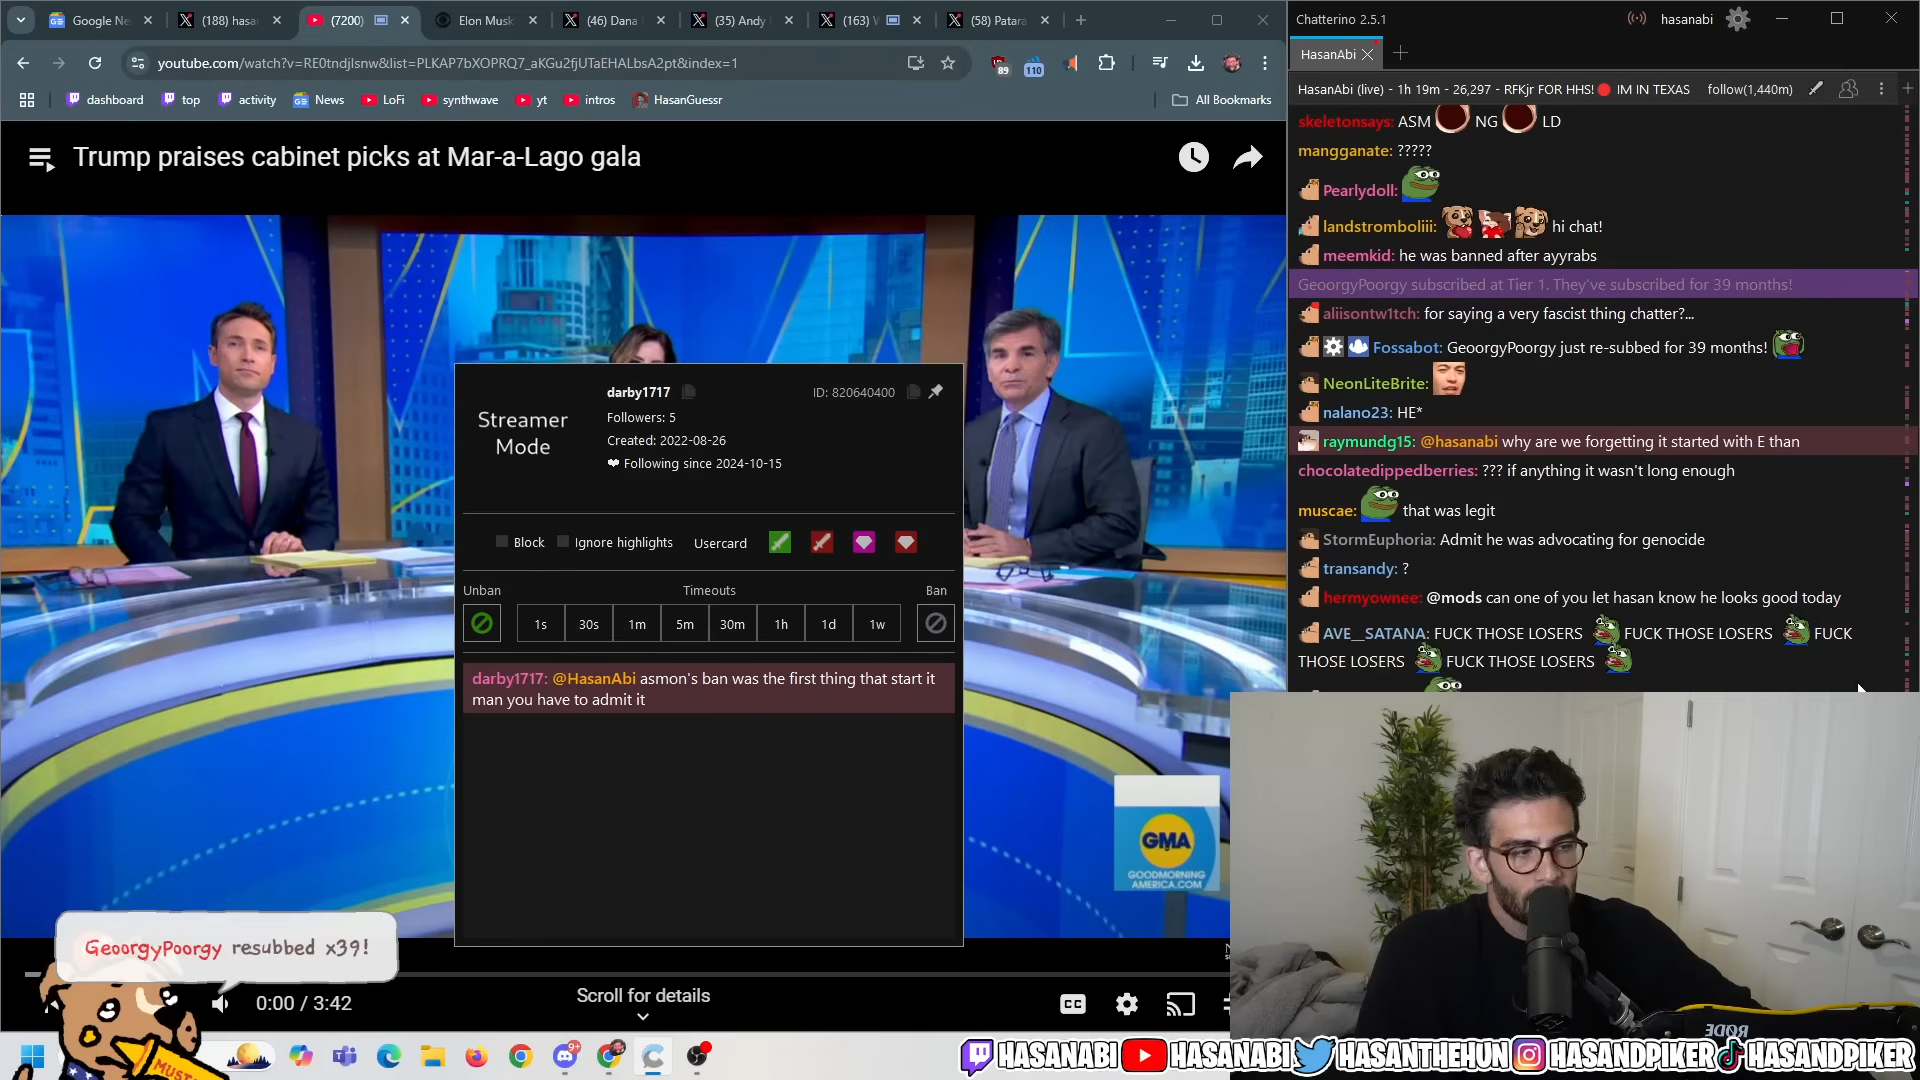 Google Ne
(188) hasa
(7200)
Elon Musk
(46) Dana
(35) Andy
(163)
(58) Patara
youtube.com/watch?v=RE0tndjIsnw&list=PLKAP7bXOPRQ7_aKGu2fjUTaEHALbsA2pt&index=1
89
110
dashboard
top
activity
News
LoFi
synthwave
yt
intros
HasanGuessr
All Bookmarks
Trump praises cabinet picks at Mar-a-Lago gala
Streamer
Mode
darby1717
ID: 820640400
Followers: 5
Created: 2022-08-26
Following since 2024-10-15
Block
Ignore highlights
Usercard
Unban
Timeouts
Ban
1s
30s
1m
5m
30m
1h
1d
1w
darby1717: @HasanAbi asmon's ban was the first thing that start it
man you have to admit it
GMA
GOODMORNING
AMERICA.COM
GeoorgyPoorgy resubbed x39!
0:00 / 3:42
Scroll for details
CC
Chatterino 2.5.1
hasanabi
HasanAbi
HasanAbi (live) - 1h 19m - 26,297 - RFKjr FOR HHS! IM IN TEXAS
follow(1,440m)
skeletonsays: ASM NG LD
mangganate: ?????
Pearlydoll:
landstromboliii: hi chat!
meemkid: he was banned after ayyrabs
GeoorgyPoorgy subscribed at Tier 1. They've subscribed for 39 months!
aliisontw1tch: for saying a very fascist thing chatter?...
Fossabot: GeoorgyPoorgy just re-subbed for 39 months!
NeonLiteBrite:
nalano23: HE*
raymundg15: @hasanabi why are we forgetting it started with E than
chocolatedippedberries: ??? if anything it wasn't long enough
muscae: that was legit
StormEuphoria: Admit he was advocating for genocide
transandy: ?
hermyownee: @mods can one of you let hasan know he looks good today
AVE__SATANA: FUCK THOSE LOSERS FUCK THOSE LOSERS FUCK
THOSE LOSERS FUCK THOSE LOSERS
RODE
MUST
9+
HASANABI
HASANABI
HASANTHEHUN
HASANDPIKER
HASANDPIKER